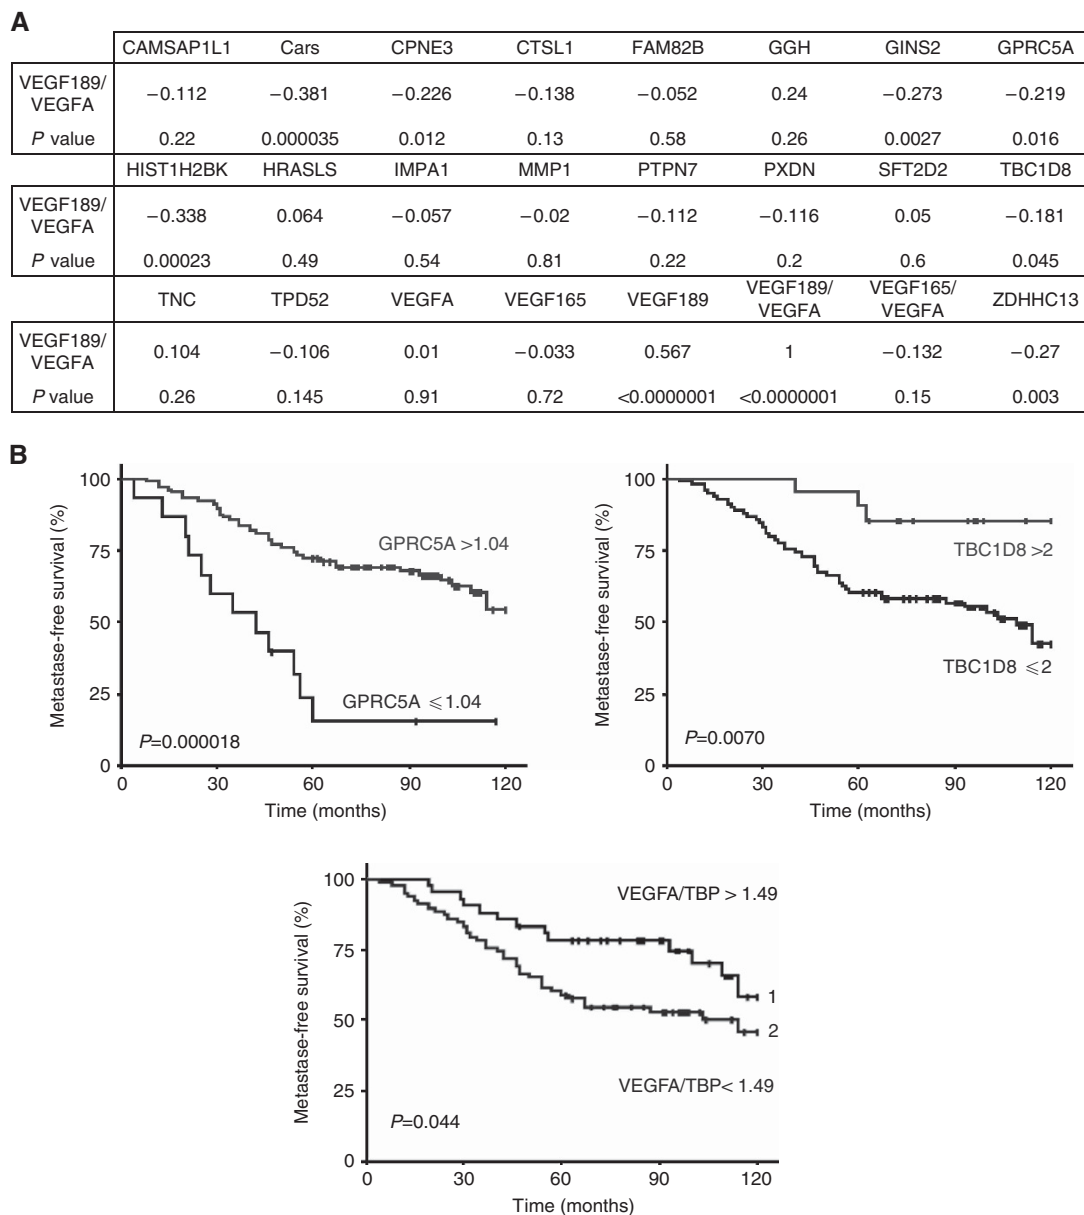 A
CAMSAP1L1 Cars CPNE3 CTSL1 FAM82B GGH GINS2 GPRC5A
VEGF189/
VEGFA −0.112 −0.381 −0.226 −0.138 −0.052 0.24 −0.273 −0.219
P value 0.22 0.000035 0.012 0.13 0.58 0.26 0.0027 0.016
HIST1H2BK HRASLS IMPA1 MMP1 PTPN7 PXDN SFT2D2 TBC1D8
VEGF189/
VEGFA −0.338 0.064 −0.057 −0.02 −0.112 −0.116 0.05 −0.181
P value 0.00023 0.49 0.54 0.81 0.22 0.2 0.6 0.045
TNC TPD52 VEGFA VEGF165 VEGF189 VEGF189/ VEGF165/ ZDHHC13
VEGFA VEGFA
VEGF189/
VEGFA 0.104 −0.106 0.01 −0.033 0.567 1 −0.132 −0.27
P value 0.26 0.145 0.91 0.72 <0.0000001 <0.0000001 0.15 0.003
B
Metastase-free survival (%)
100
75
50
25
0
GPRC5A >1.04
GPRC5A ⩽1.04
P=0.000018
0 30 60 90 120
Time (months)
Metastase-free survival (%)
100
75
50
25
0
TBC1D8 >2
TBC1D8 ⩽2
P=0.0070
0 30 60 90 120
Time (months)
Metastase-free survival (%)
100
75
50
25
0
VEGFA/TBP > 1.49
1
2
VEGFA/TBP< 1.49
P=0.044
0 30 60 90 120
Time (months)